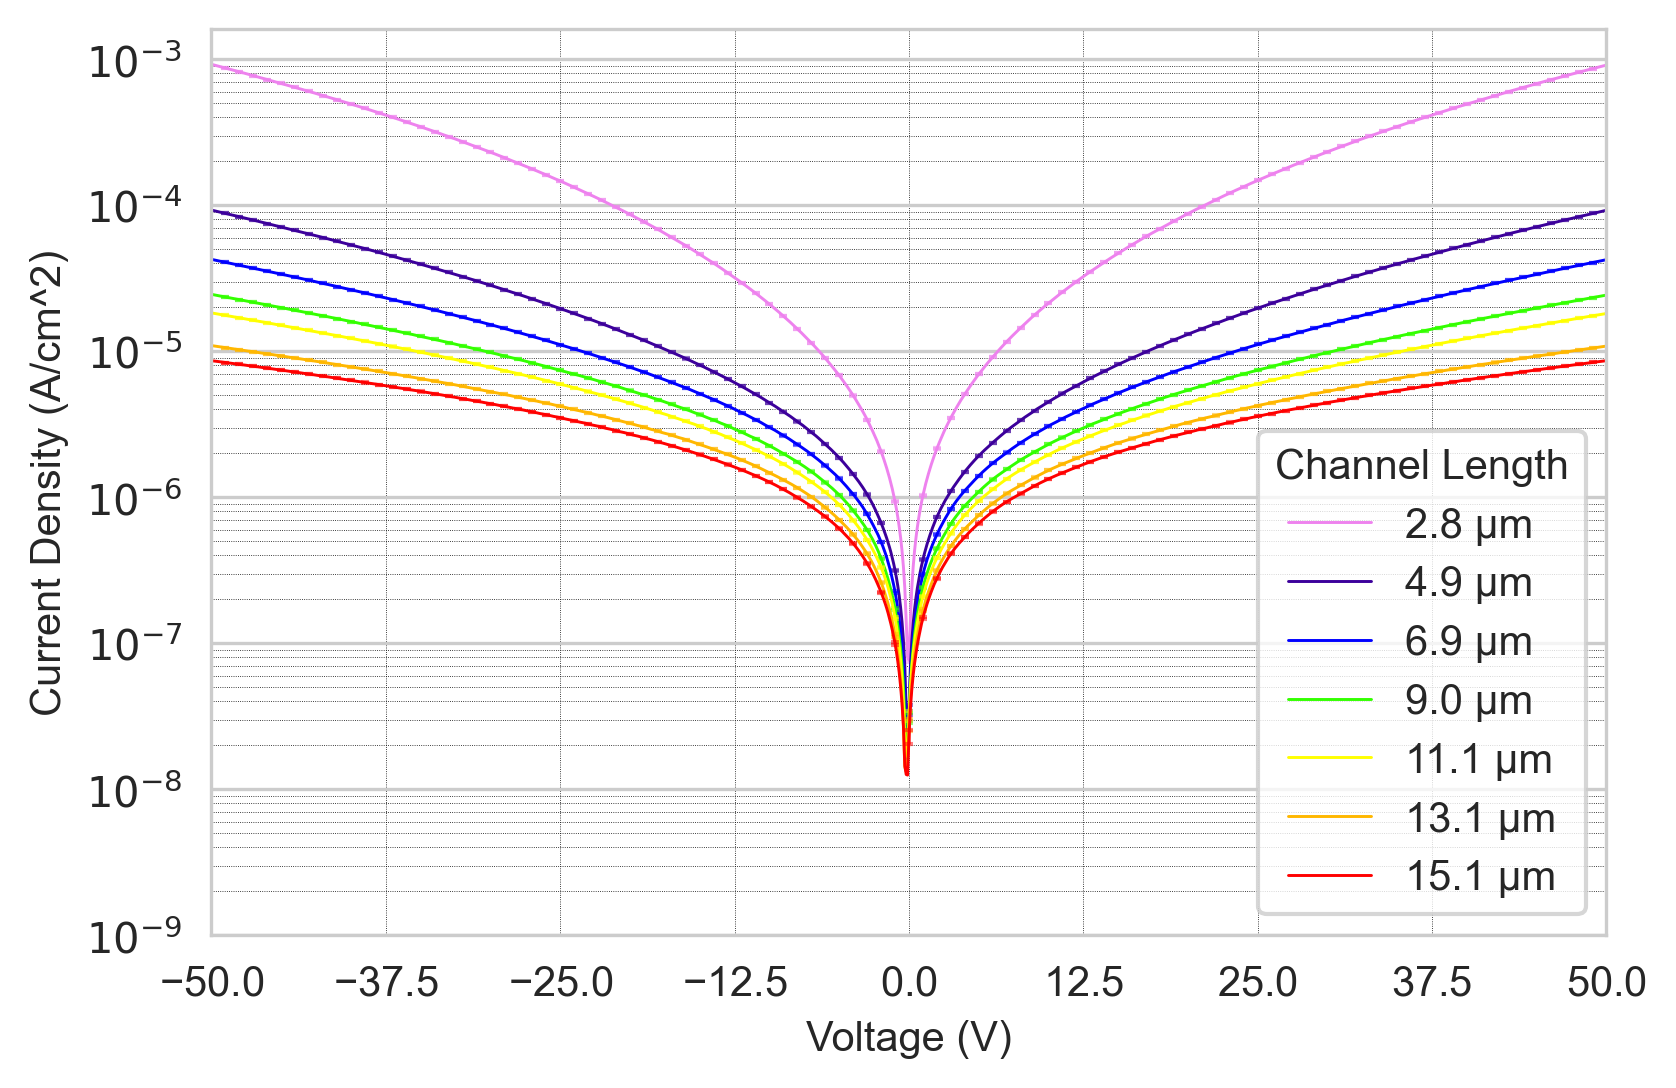 Current Density (A/cm^2)
10⁻³
10⁻⁴
10⁻⁵
10⁻⁶
10⁻⁷
10⁻⁸
10⁻⁹
Channel Length
2.8 μm
4.9 μm
6.9 μm
9.0 μm
11.1 μm
13.1 μm
15.1 μm
−50.0 −37.5 −25.0 −12.5 0.0 12.5 25.0 37.5 50.0
Voltage (V)